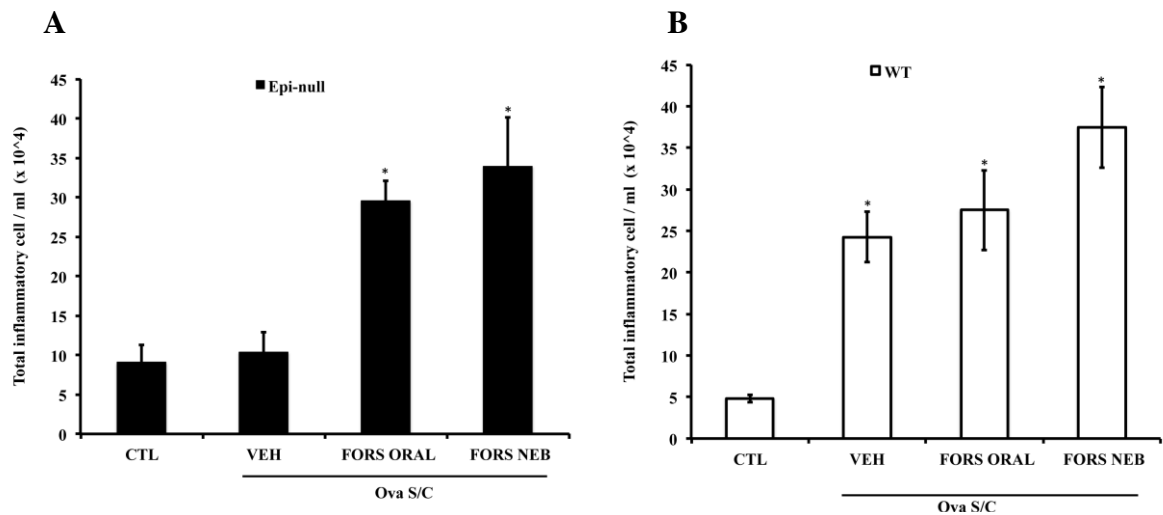 A
Epi-null
Total inflammatory cell / ml (x 10^4)
45
40
35
30
25
20
15
10
5
0
*
*
CTL VEH FORS ORAL FORS NEB
Ova S/C
B
WT
Total inflammatory cell / ml (x 10^4)
45
40
35
30
25
20
15
10
5
0
*
*
*
CTL VEH FORS ORAL FORS NEB
Ova S/C